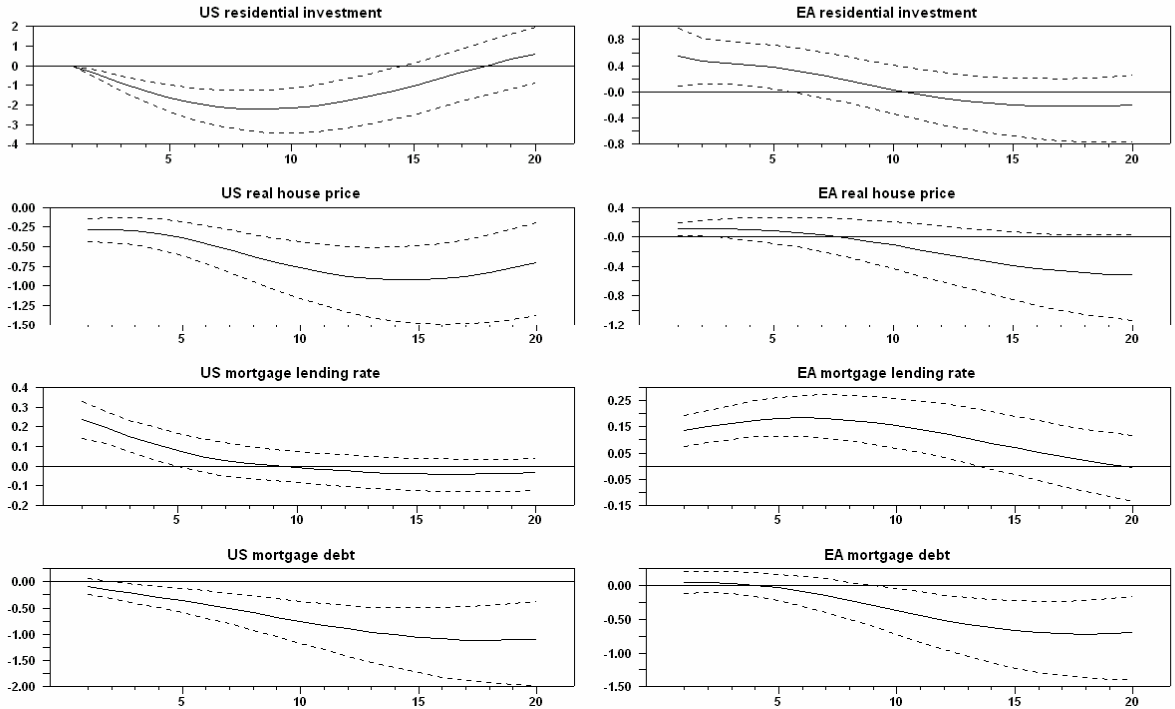 US residential investment
2
1
0
-1
-2
-3
-4
5 10 15 20
EA residential investment
0.8
0.4
-0.0
-0.4
-0.8
5 10 15 20
US real house price
0.00
-0.25
-0.50
-0.75
-1.00
-1.25
-1.50
5 10 15 20
EA real house price
0.4
-0.0
-0.4
-0.8
-1.2
5 10 15 20
US mortgage lending rate
0.4
0.3
0.2
0.1
0.0
-0.1
-0.2
5 10 15 20
EA mortgage lending rate
0.25
0.15
0.05
-0.05
-0.15
5 10 15 20
US mortgage debt
0.00
-0.50
-1.00
-1.50
-2.00
5 10 15 20
EA mortgage debt
0.00
-0.50
-1.00
-1.50
5 10 15 20